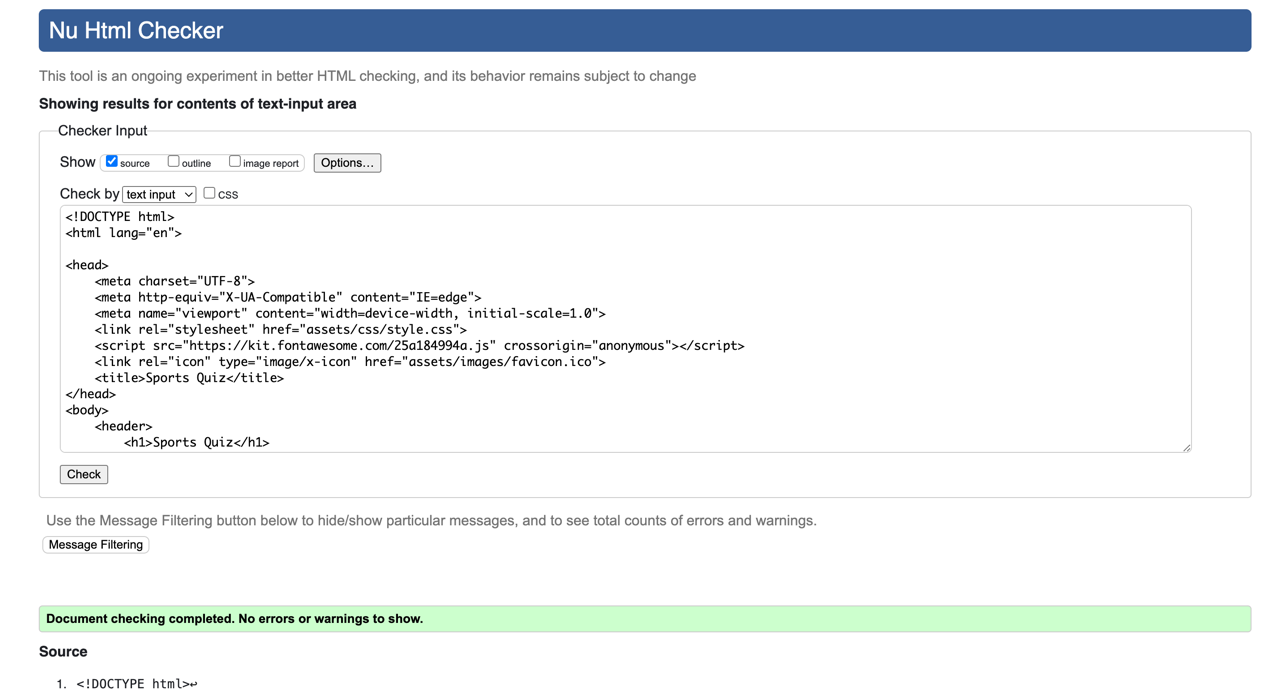 Nu Html Checker
This tool is an ongoing experiment in better HTML checking, and its behavior remains subject to change
Showing results for contents of text-input area
Checker Input
Show source outline image report Options…
Check by text input CSS
<!DOCTYPE html>
<html lang="en">
<head>
    <meta charset="UTF-8">
    <meta http-equiv="X-UA-Compatible" content="IE=edge">
    <meta name="viewport" content="width=device-width, initial-scale=1.0">
    <link rel="stylesheet" href="assets/css/style.css">
    <script src="https://kit.fontawesome.com/25a184994a.js" crossorigin="anonymous"></script>
    <link rel="icon" type="image/x-icon" href="assets/images/favicon.ico">
    <title>Sports Quiz</title>
</head>
<body>
    <header>
        <h1>Sports Quiz</h1>
Check
Use the Message Filtering button below to hide/show particular messages, and to see total counts of errors and warnings.
Message Filtering
Document checking completed. No errors or warnings to show.
Source
1. <!DOCTYPE html>↩